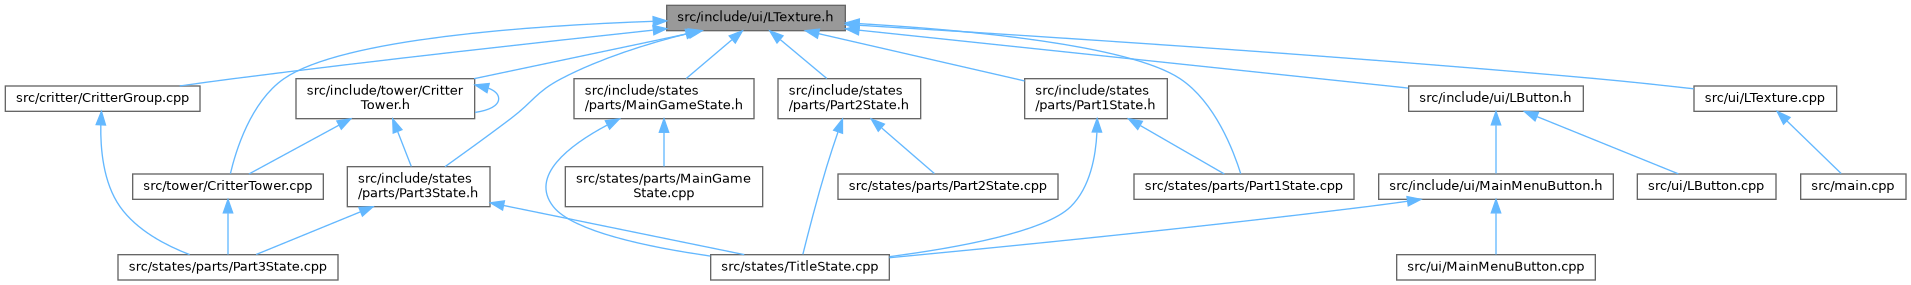 src/include/ui/LTexture.h
src/critter/CritterGroup.cpp
src/include/tower/Critter
Tower.h
src/include/states
/parts/MainGameState.h
src/include/states
/parts/Part2State.h
src/include/states
/parts/Part1State.h
src/include/ui/LButton.h
src/ui/LTexture.cpp
src/tower/CritterTower.cpp
src/include/states
/parts/Part3State.h
src/states/parts/MainGame
State.cpp
src/states/parts/Part2State.cpp
src/states/parts/Part1State.cpp
src/include/ui/MainMenuButton.h
src/ui/LButton.cpp
src/main.cpp
src/states/parts/Part3State.cpp
src/states/TitleState.cpp
src/ui/MainMenuButton.cpp